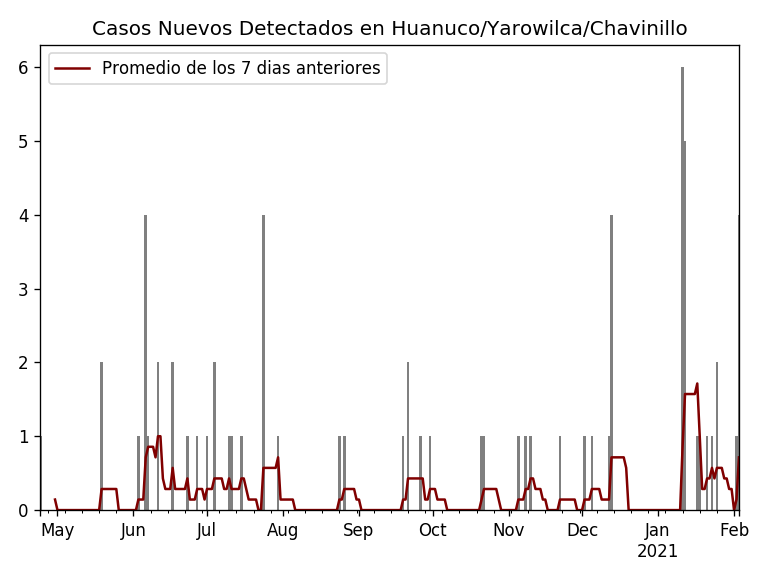 Casos Nuevos Detectados en Huanuco/Yarowilca/Chavinillo
Promedio de los 7 dias anteriores
6
5
4
3
2
1
0
May Jun Jul Aug Sep Oct Nov Dec Jan Feb
2021